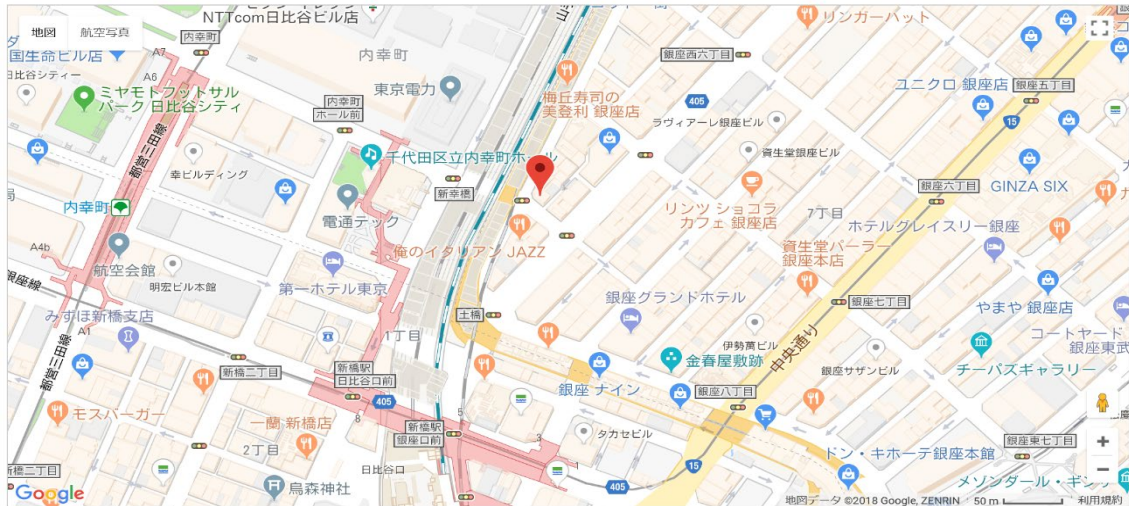 地図 航空写真
NTTcom日比谷ビル店
内幸町
国生命ビル店
A7
日比谷シティー
A6
ミヤモトフットサル
パーク 日比谷シティ
都営三田線
内幸町
内幸町
ホール前
東京電力
千代田区立内幸町ホール
幸ビルディング
内幸町
電通テック
新幸橋
A4b
航空会館
明宏ビル本館
銀座線
みずほ新橋支店
A1
第一ホテル東京
1丁目
都営三田線
新橋二丁目
新橋駅
日比谷口前
405
モスバーガー
一蘭 新橋店
8
2丁目
新橋二丁目
烏森神社
日比谷口
新橋駅
銀座口前
5
3
リンガーハット
銀座西六丁目
梅丘寿司の
美登利 銀座店
405
ラヴィアーレ銀座ビル
資生堂銀座ビル
リンツ ショコラ
カフェ 銀座店
7丁目
俺のイタリアン JAZZ
土橋
銀座グランドホテル
伊勢萬ビル
金春屋敷跡
銀座 ナイン
銀座八丁目
タカセビル
405
15
ユニクロ 銀座店
銀座五丁目
15
GINZA SIX
銀座六丁目
ホテルグレイスリー銀座
資生堂パーラー
銀座本店
銀座七丁目
中央通り
やまや 銀座店
コートヤード
銀座東武
チーパズギャラリー
銀座サザンビル
ドン・キホーテ銀座本館
銀座東七丁目
メゾンダール・ギン
Google
地図データ ©2018 Google, ZENRIN 50 m 利用規約